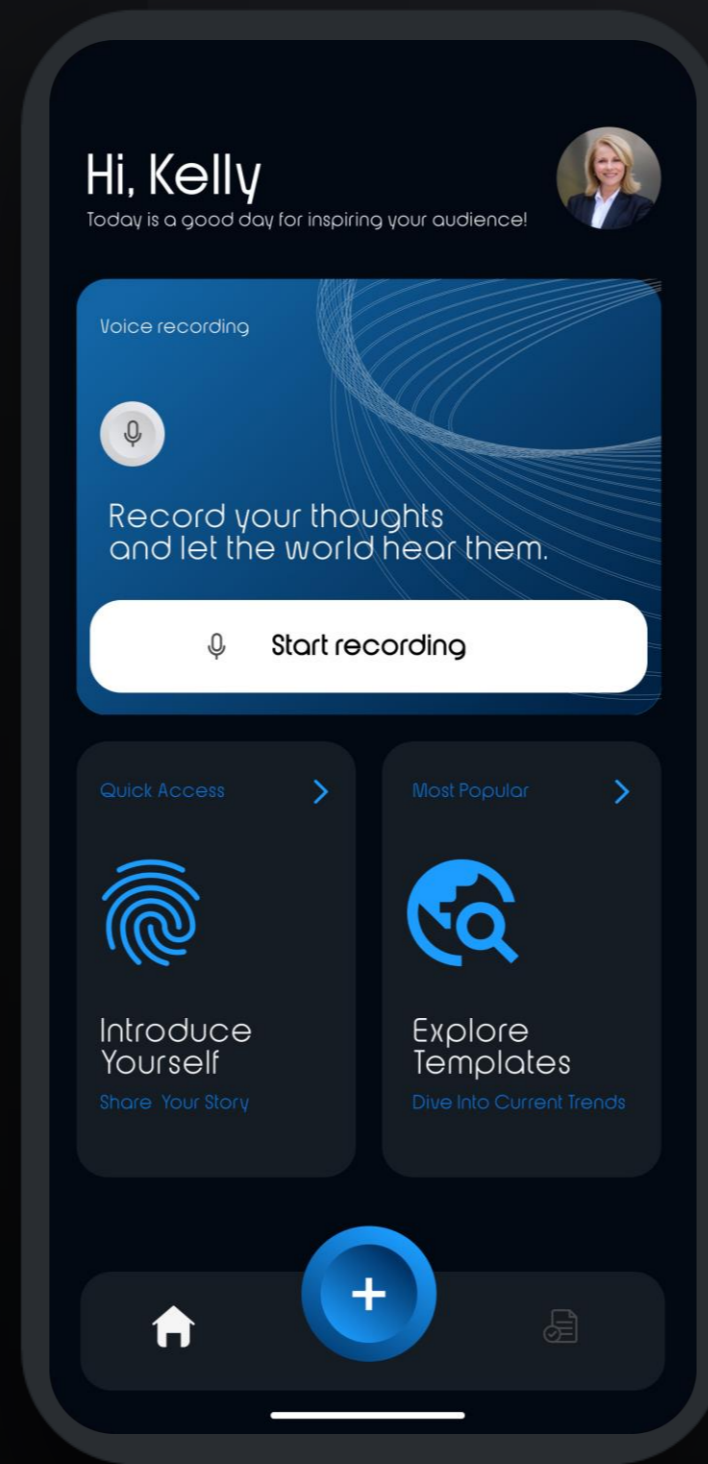 Hi, Kelly
Today is a good day for inspiring your audience!
Voice recording
Record your thoughts
and let the world hear them.
Start recording
Quick Access
Introduce
Yourself
Share Your Story
Most Popular
Explore
Templates
Dive Into Current Trends